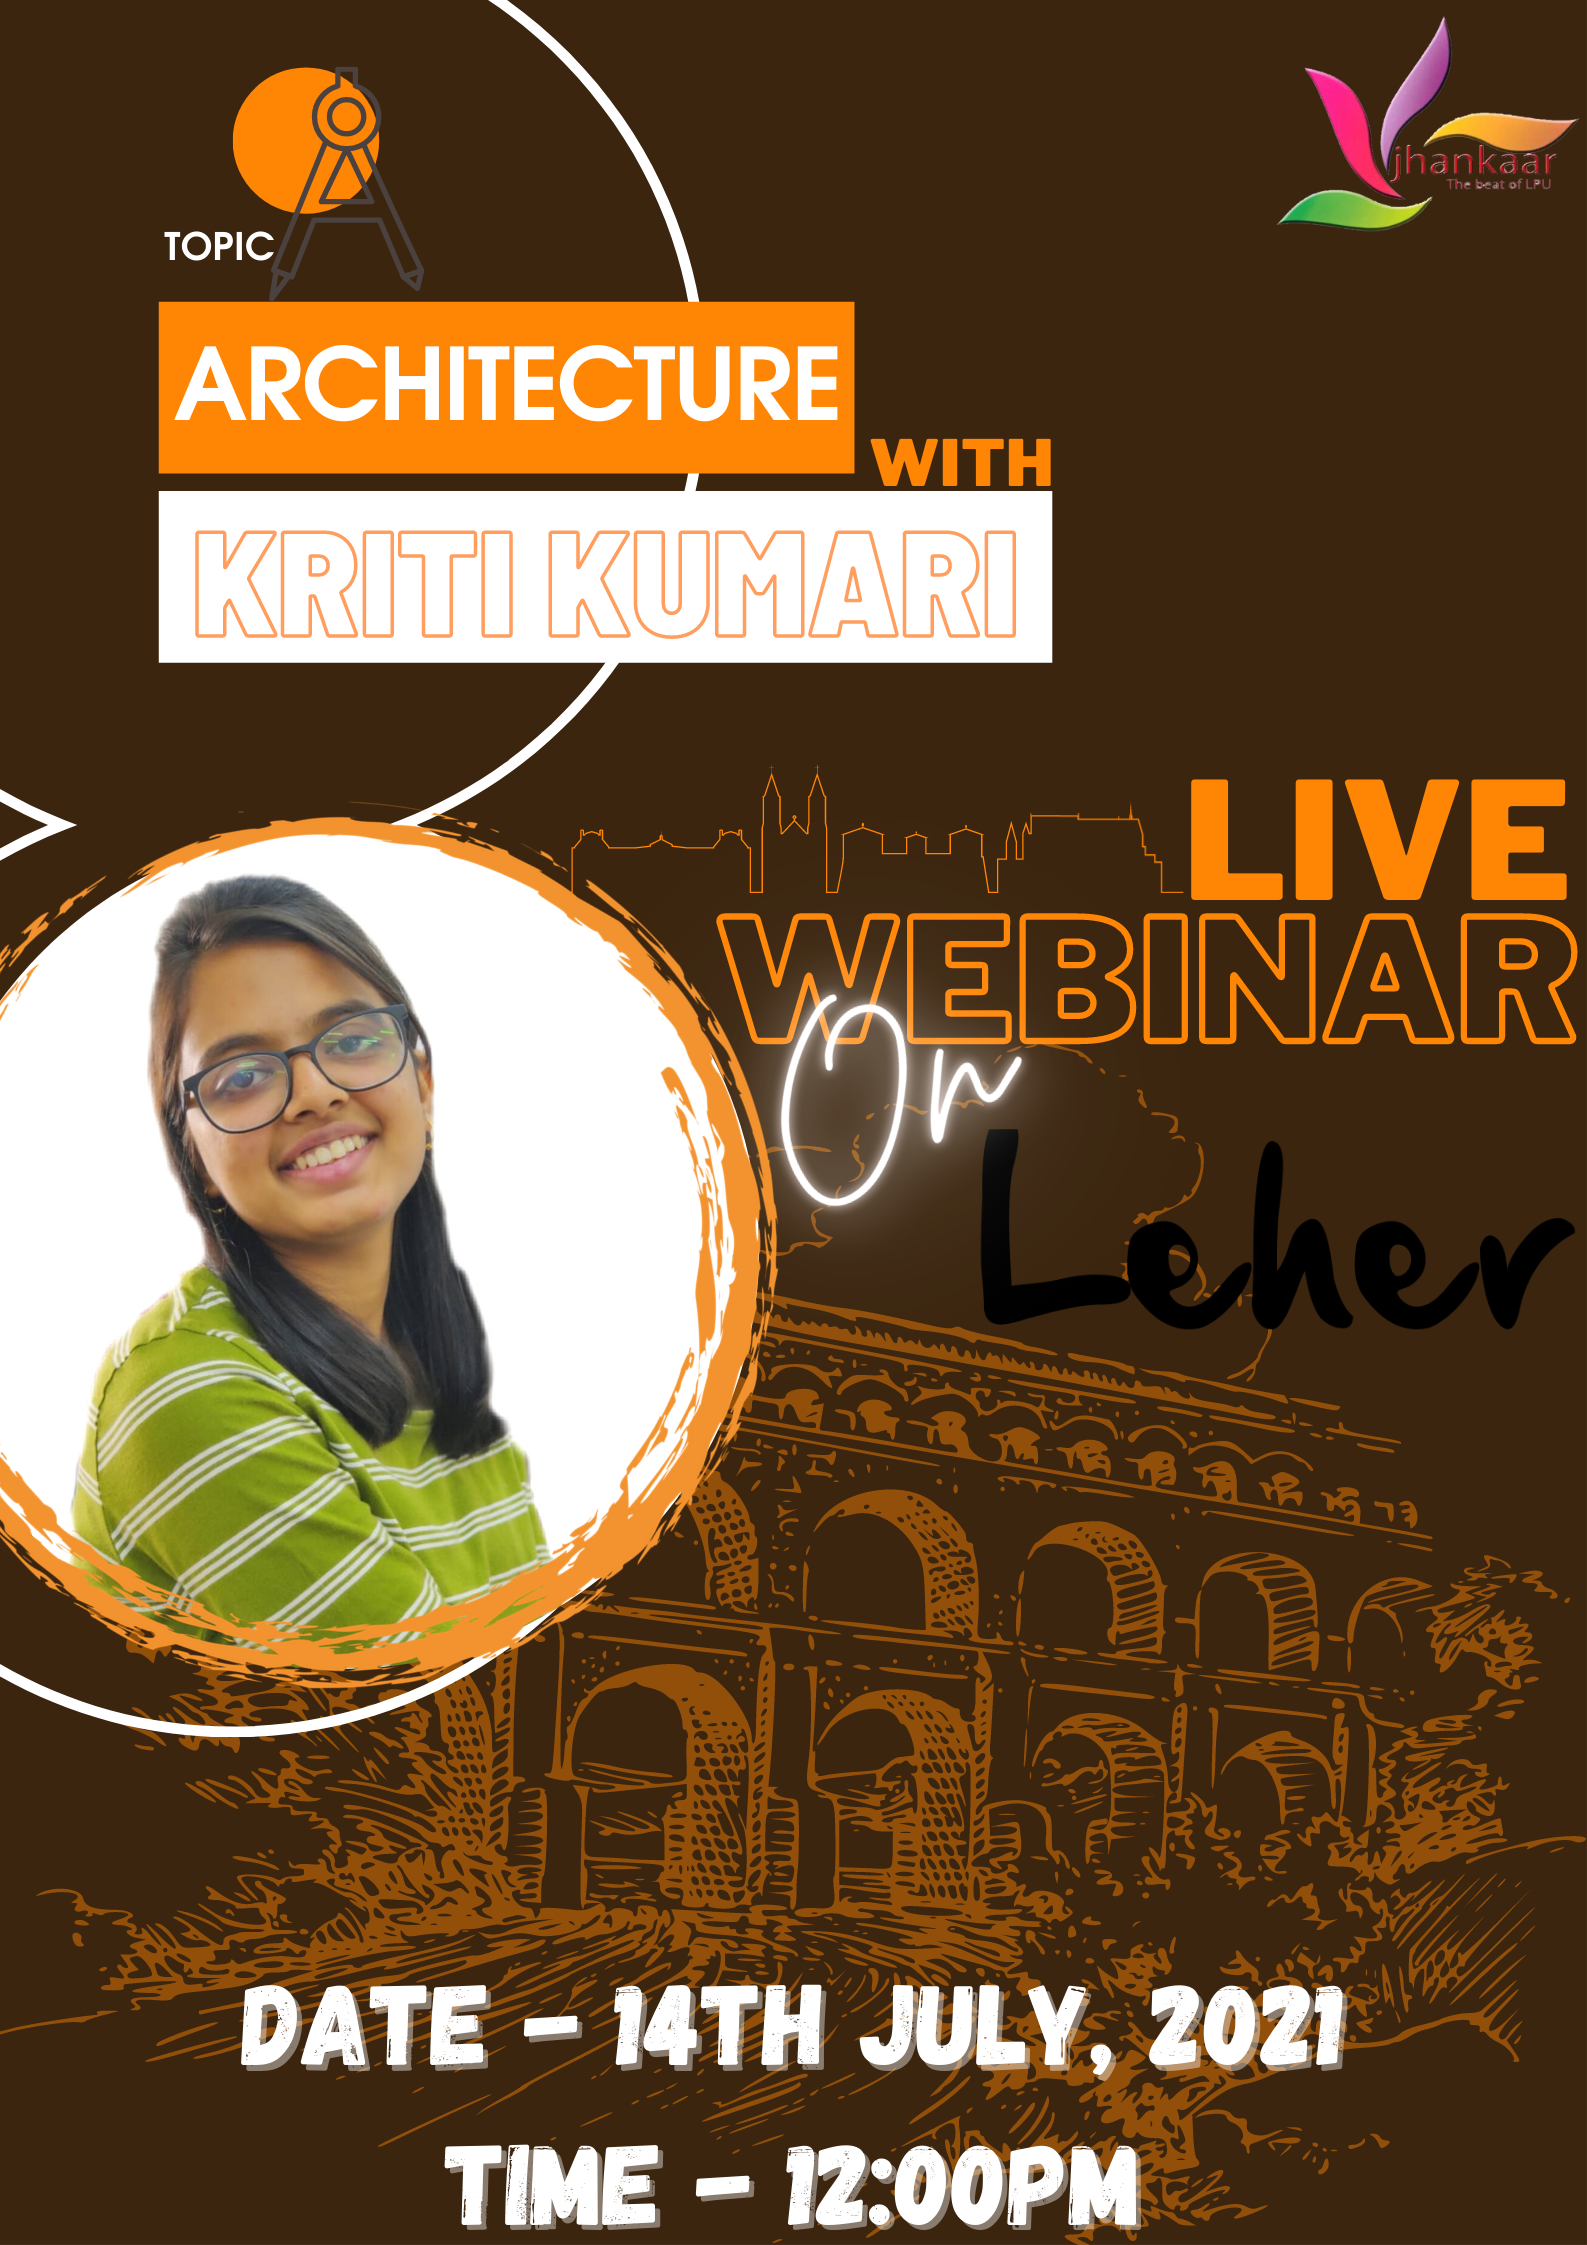 jhankaar
The beat of LPU
TOPIC
ARCHITECTURE
WITH
KRITI KUMARI
LIVE
WEBINAR
On
Leher
DATE – 14TH JULY, 2021
TIME – 12:00PM